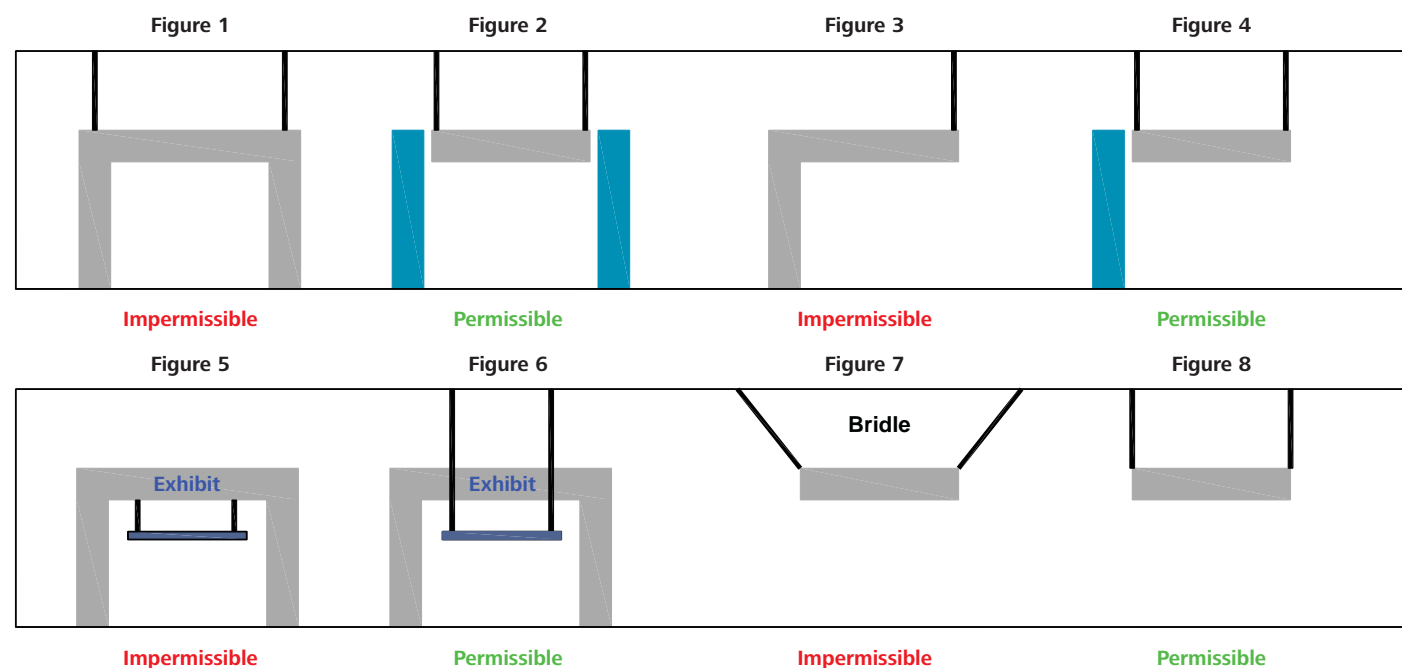 Figure 1 Figure 2 Figure 3 Figure 4
Impermissible Permissible Impermissible Permissible
Figure 5 Figure 6 Figure 7 Figure 8
Bridle
Exhibit Exhibit
Impermissible Permissible Impermissible Permissible